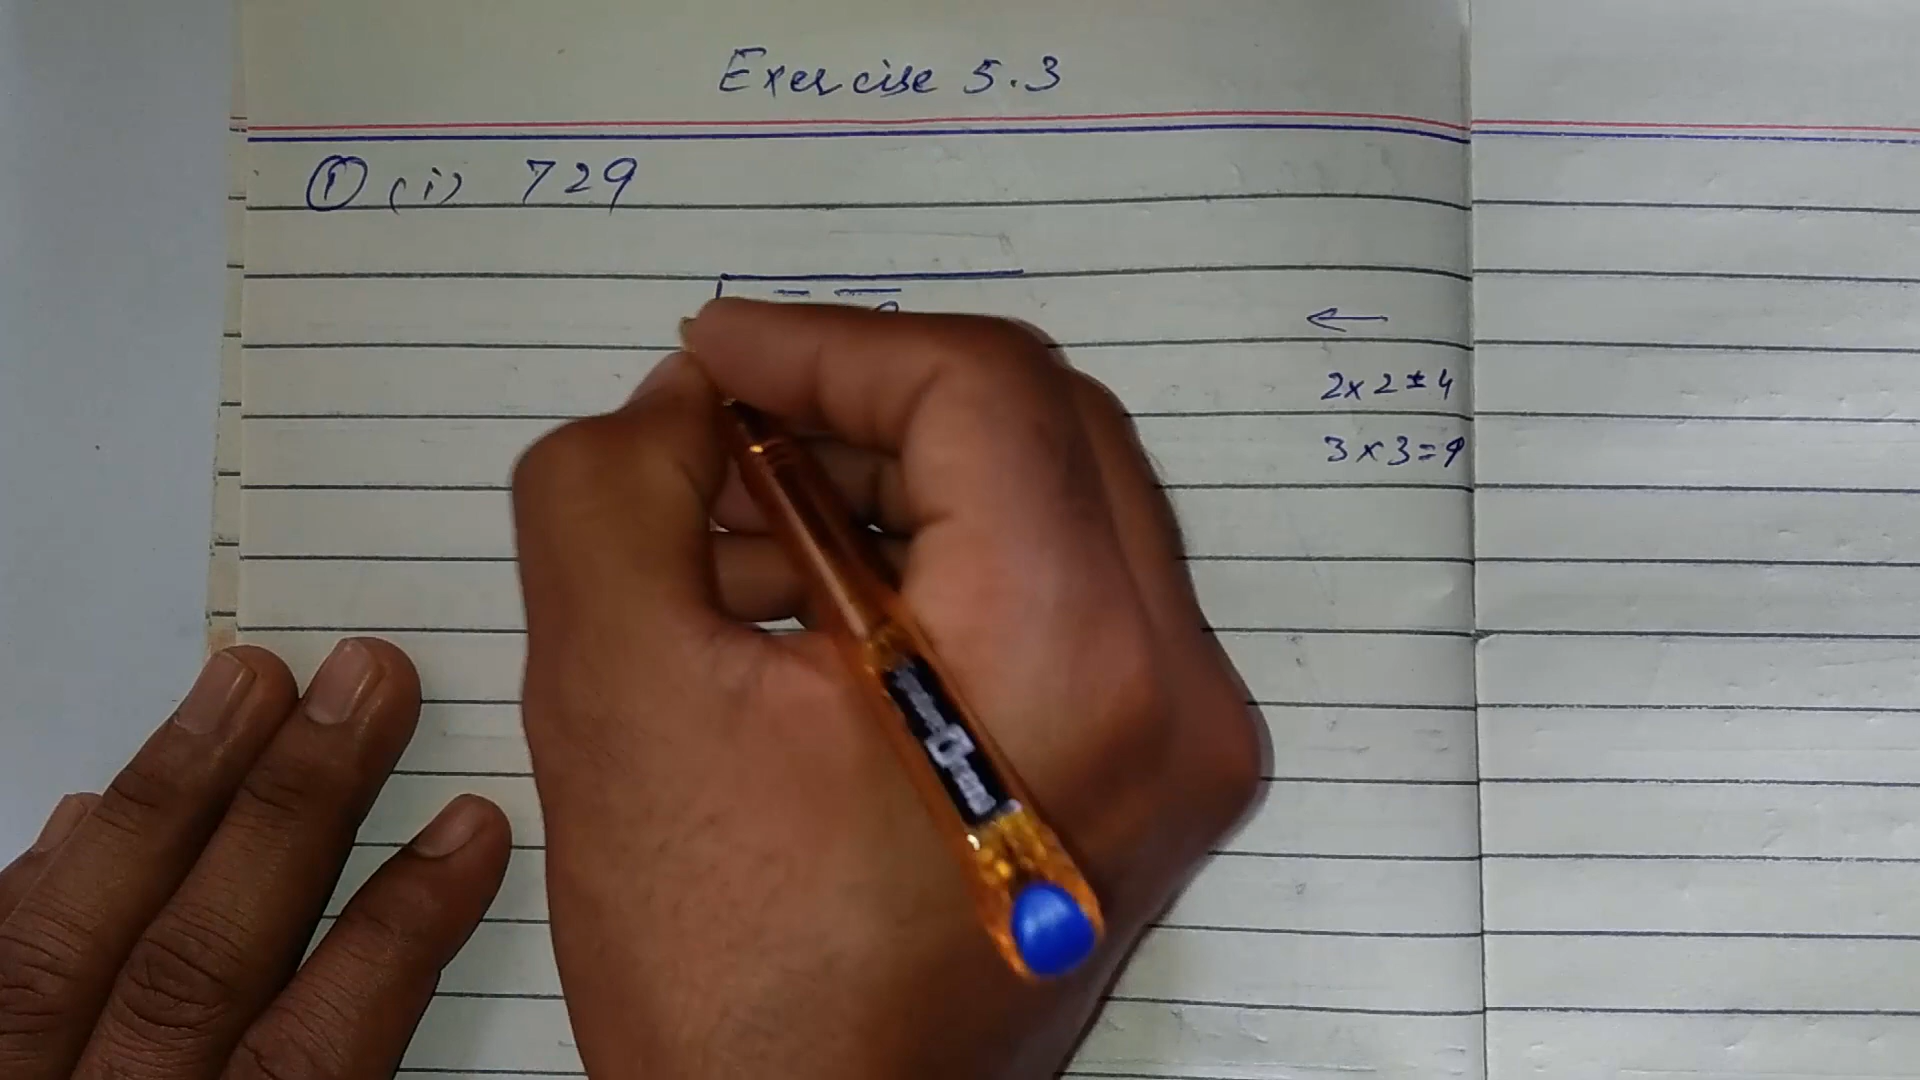 Exercise 5.3
① (i) 729
←
2 x 2 = 4
3 x 3 = 9